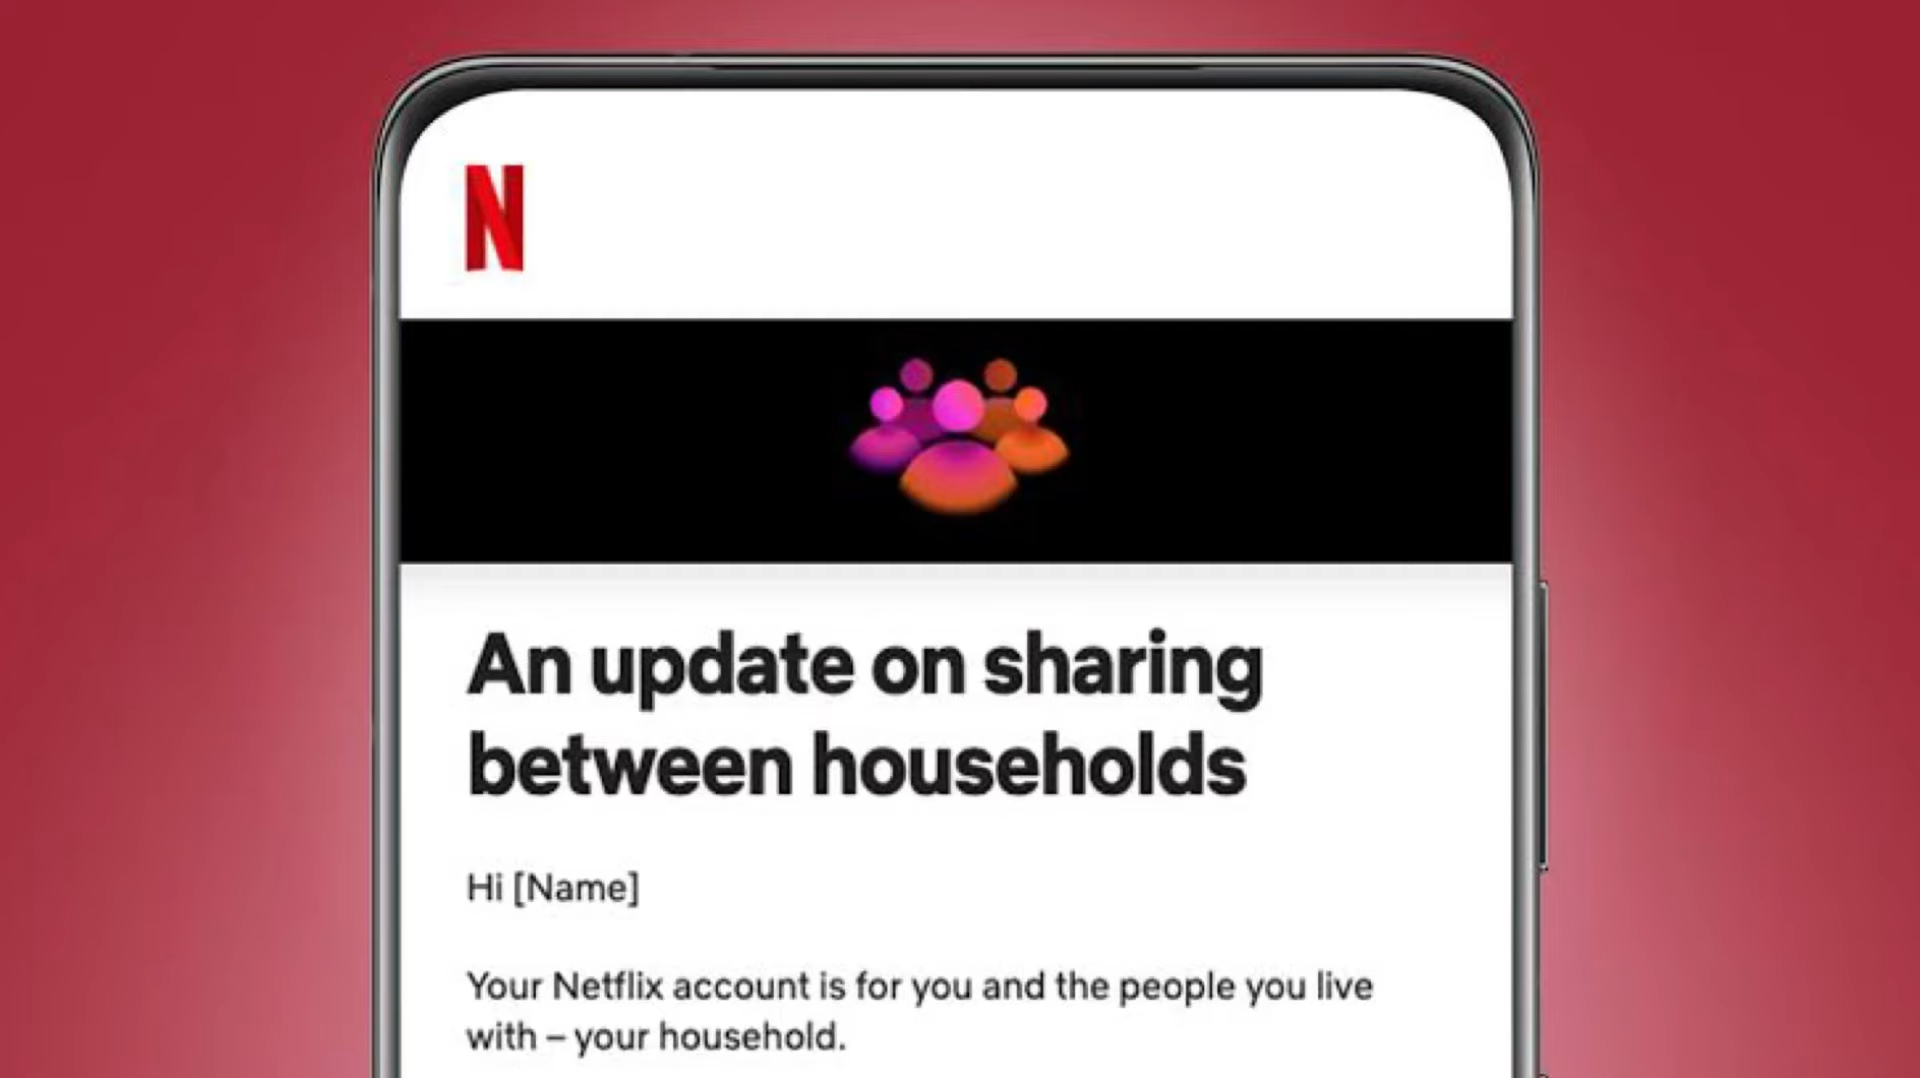 N
An update on sharing
between households
Hi [Name]
Your Netflix account is for you and the people you live
with – your household.